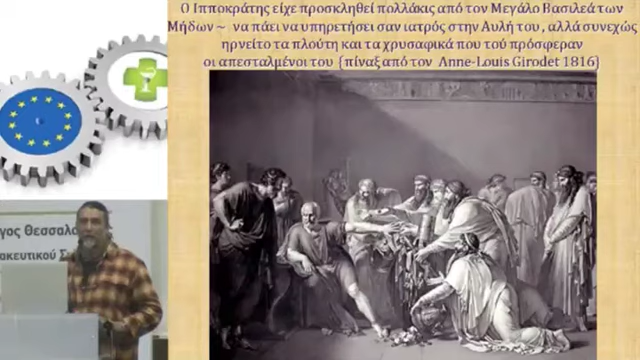 Ο Ιπποκράτης είχε προσκληθεί πολλάκις από τον Μεγάλο Βασιλεά των
Μήδων ~ να πάει να υπηρετήσει σαν ιατρός στην Αυλή του , αλλά συνεχώς
ηρνείτο τα πλούτη και τα χρυσαφικά που τού πρόσφεραν
οι απεσταλμένοι του {πίναξ από τον Anne-Louis Girodet 1816}
γος Θεσσαλο
ακευτικού Σ